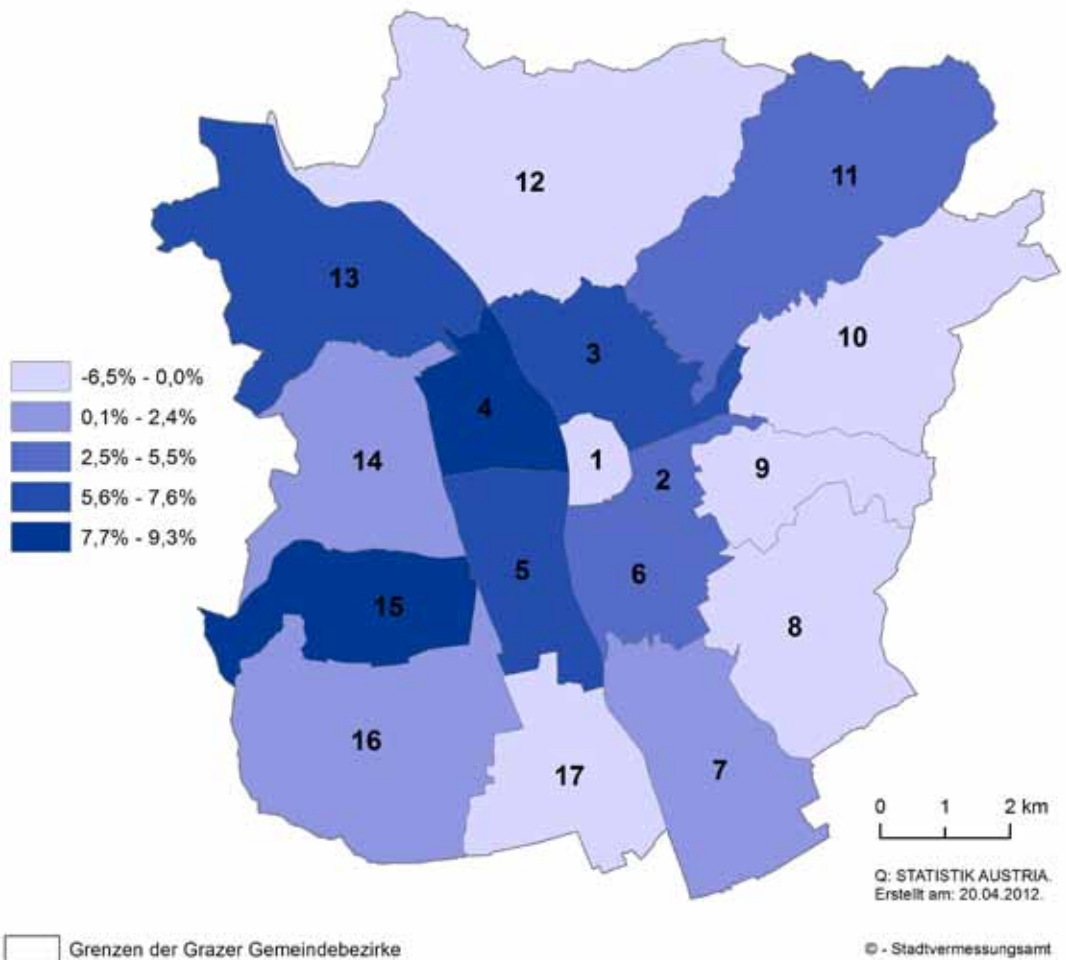 12
11
13
10
3
-6,5% - 0,0%
0,1% - 2,4%
2,5% - 5,5%
5,6% - 7,6%
7,7% - 9,3%
4
14
1
2
9
5
6
15
8
16
17
7
0 1 2 km
Q: STATISTIK AUSTRIA.
Erstellt am: 20.04.2012.
Grenzen der Grazer Gemeindebezirke
© - Stadtvermessungsamt